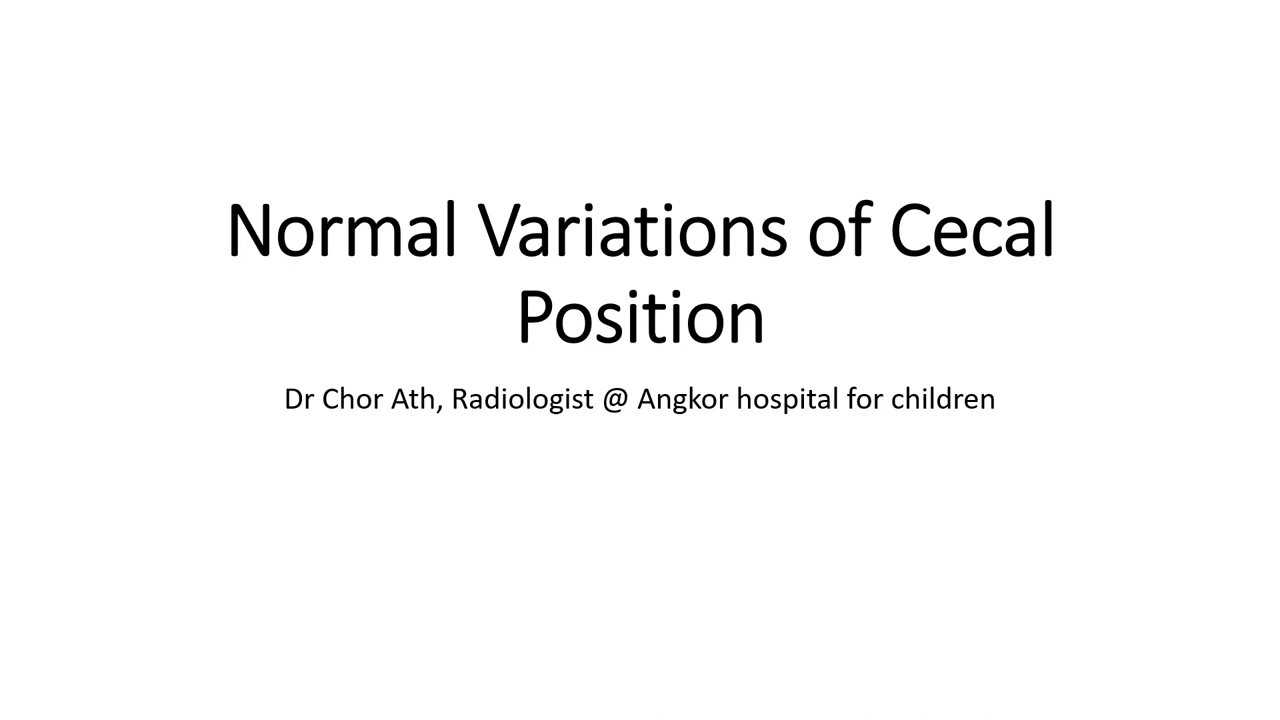 Normal Variations of Cecal
Position
Dr Chor Ath, Radiologist @ Angkor hospital for children